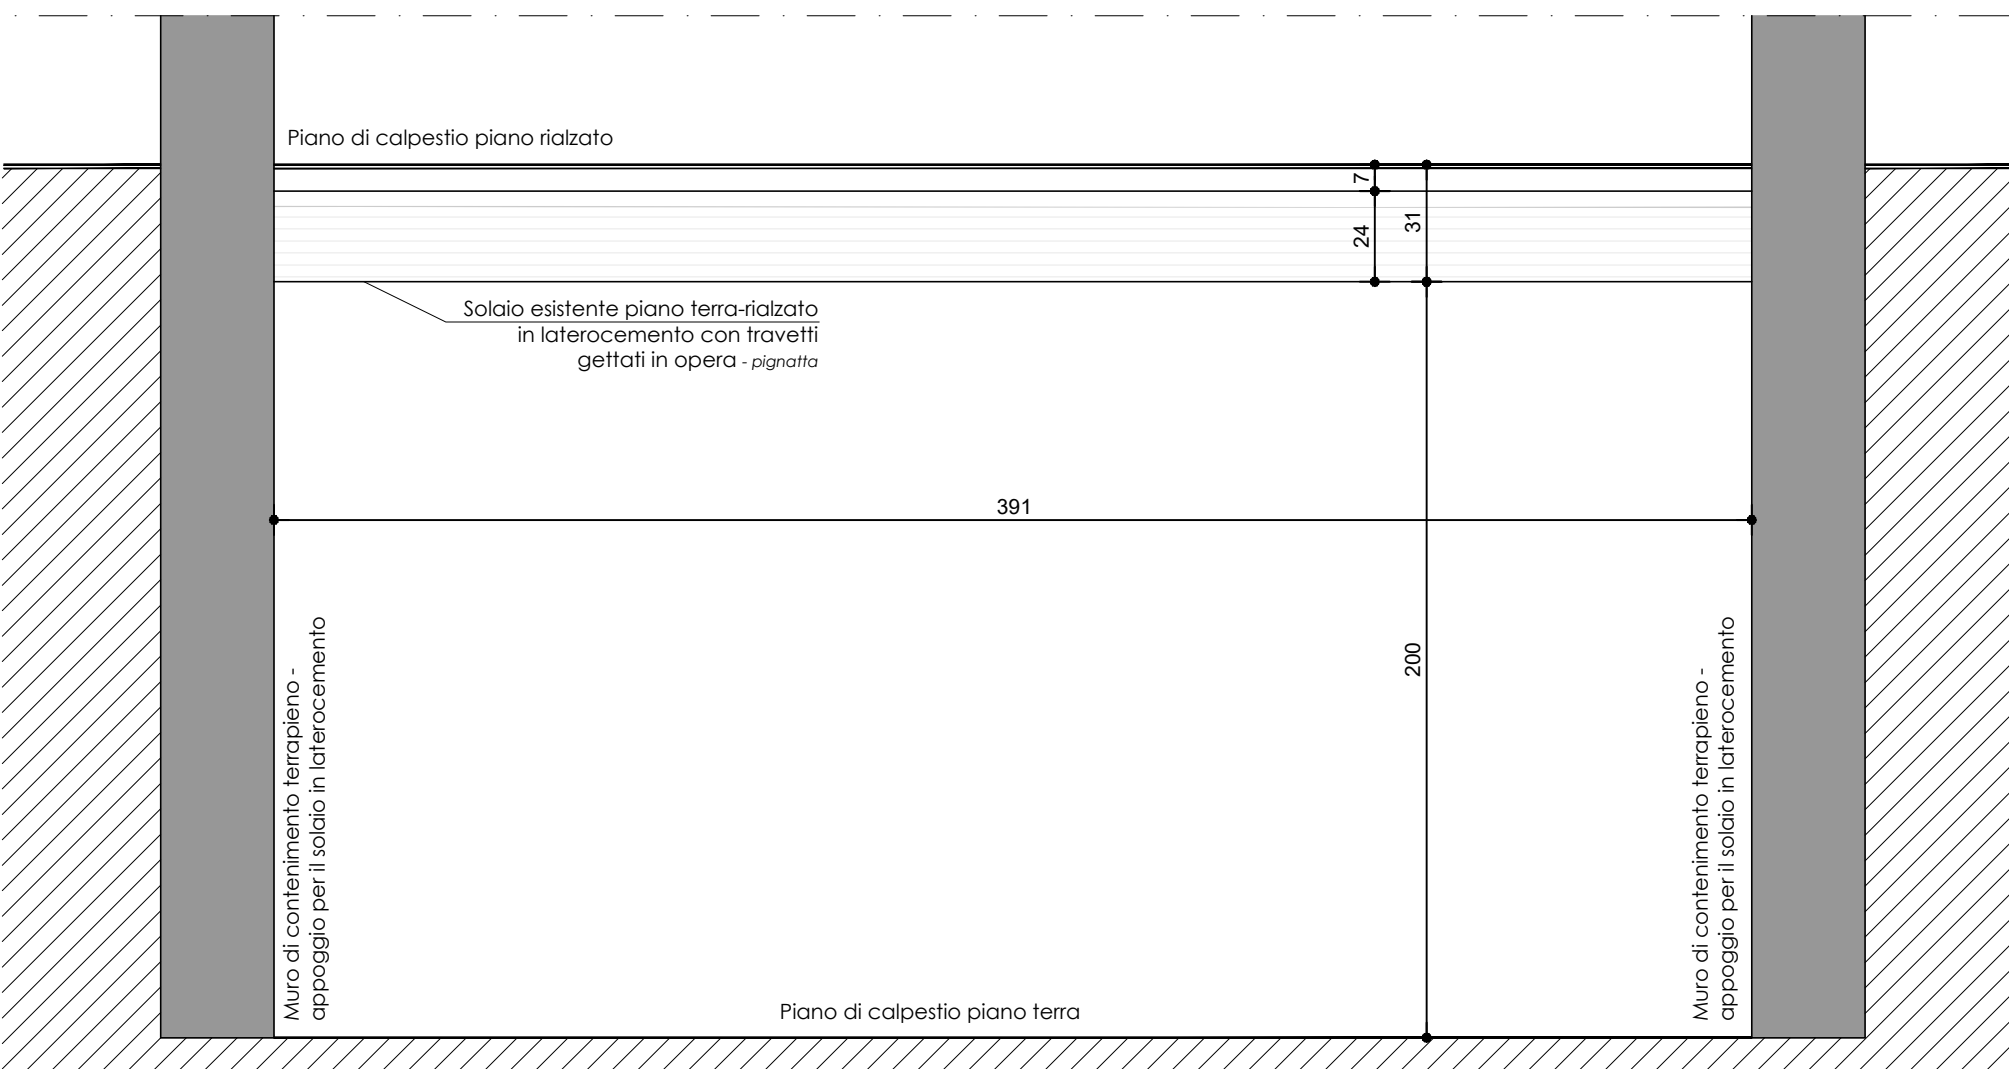 Piano di calpestio piano rialzato
7
24
31
Solaio esistente piano terra-rialzato
in laterocemento con travetti
gettati in opera - pignatta
391
200
Muro di contenimento terrapieno -
appoggio per il solaio in laterocemento
Muro di contenimento terrapieno -
appoggio per il solaio in laterocemento
Piano di calpestio piano terra